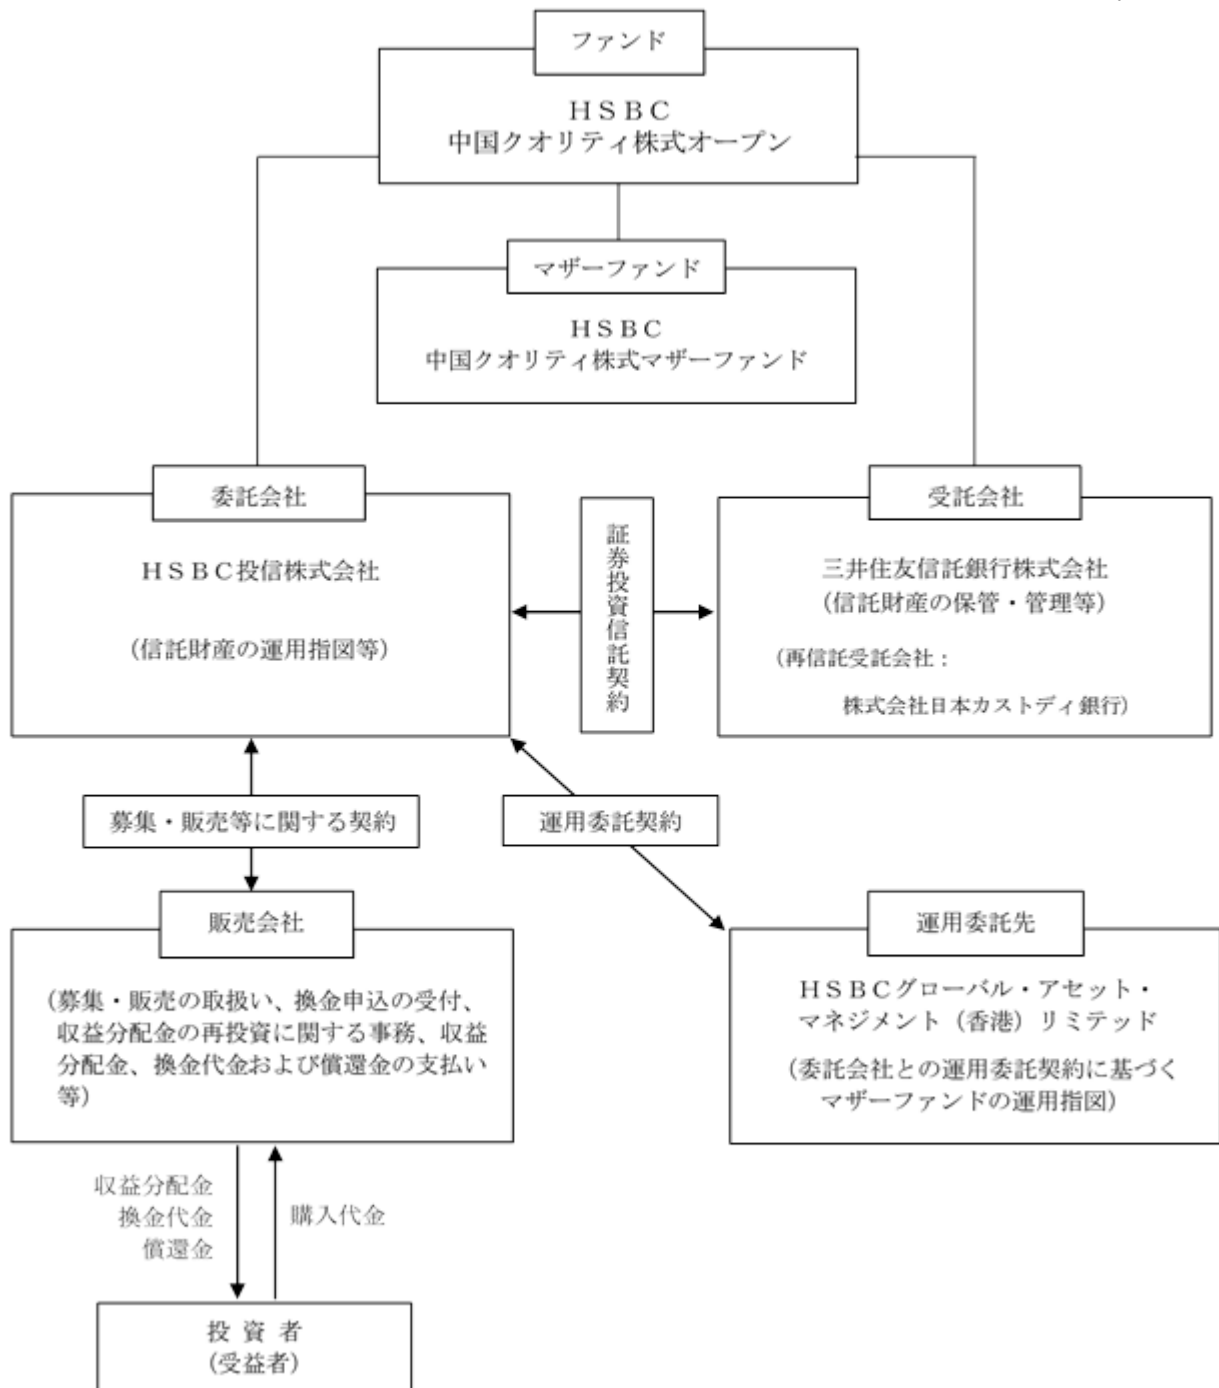 ファンド
ＨＳＢＣ
中国クオリティ株式オープン
マザーファンド
ＨＳＢＣ
中国クオリティ株式マザーファンド
委託会社
ＨＳＢＣ投信株式会社
（信託財産の運用指図等）
証券投資信託契約
受託会社
三井住友信託銀行株式会社
（信託財産の保管・管理等）
（再信託受託会社：
株式会社日本カストディ銀行）
募集・販売等に関する契約
運用委託契約
販売会社
（募集・販売の取扱い、換金申込の受付、
収益分配金の再投資に関する事務、収益
分配金、換金代金および償還金の支払い
等）
運用委託先
ＨＳＢＣグローバル・アセット・
マネジメント（香港）リミテッド
（委託会社との運用委託契約に基づく
マザーファンドの運用指図）
収益分配金
換金代金
償還金
購入代金
投 資 者
（受益者）